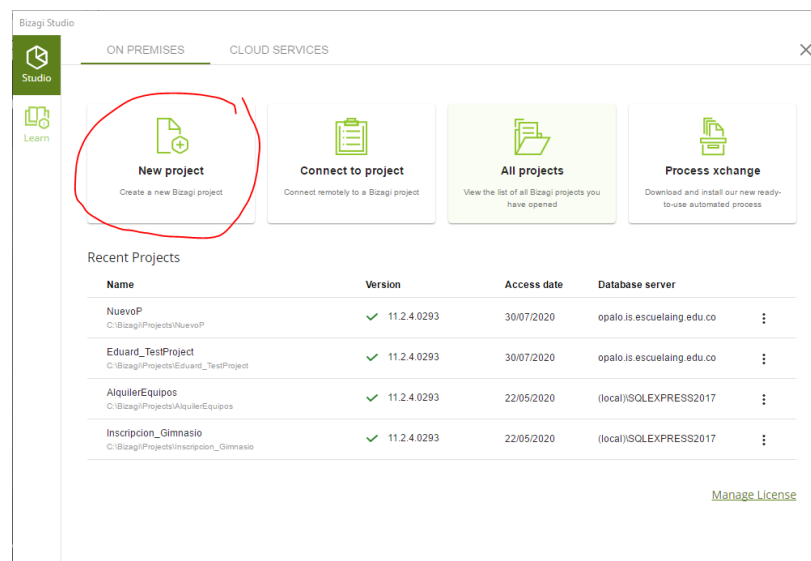 Bizagi Studio
ON PREMISES CLOUD SERVICES
Studio
Learn
New project
Create a new Bizagi project
Connect to project
Connect remotely to a Bizagi project
All projects
View the list of all Bizagi projects you
have opened
Process xchange
Download and install our new ready-
to-use automated process
Recent Projects
Name Version Access date Database server
NuevoP 11.2.4.0293 30/07/2020 opalo.is.escuelaing.edu.co
C:\Bizagi\Projects\NuevoP
Eduard_TestProject 11.2.4.0293 30/07/2020 opalo.is.escuelaing.edu.co
C:\Bizagi\Projects\Eduard_TestProject
AlquilerEquipos 11.2.4.0293 22/05/2020 (local)\SQLEXPRESS2017
C:\Bizagi\Projects\AlquilerEquipos
Inscripcion_Gimnasio 11.2.4.0293 22/05/2020 (local)\SQLEXPRESS2017
C:\Bizagi\Projects\Inscripcion_Gimnasio
Manage License